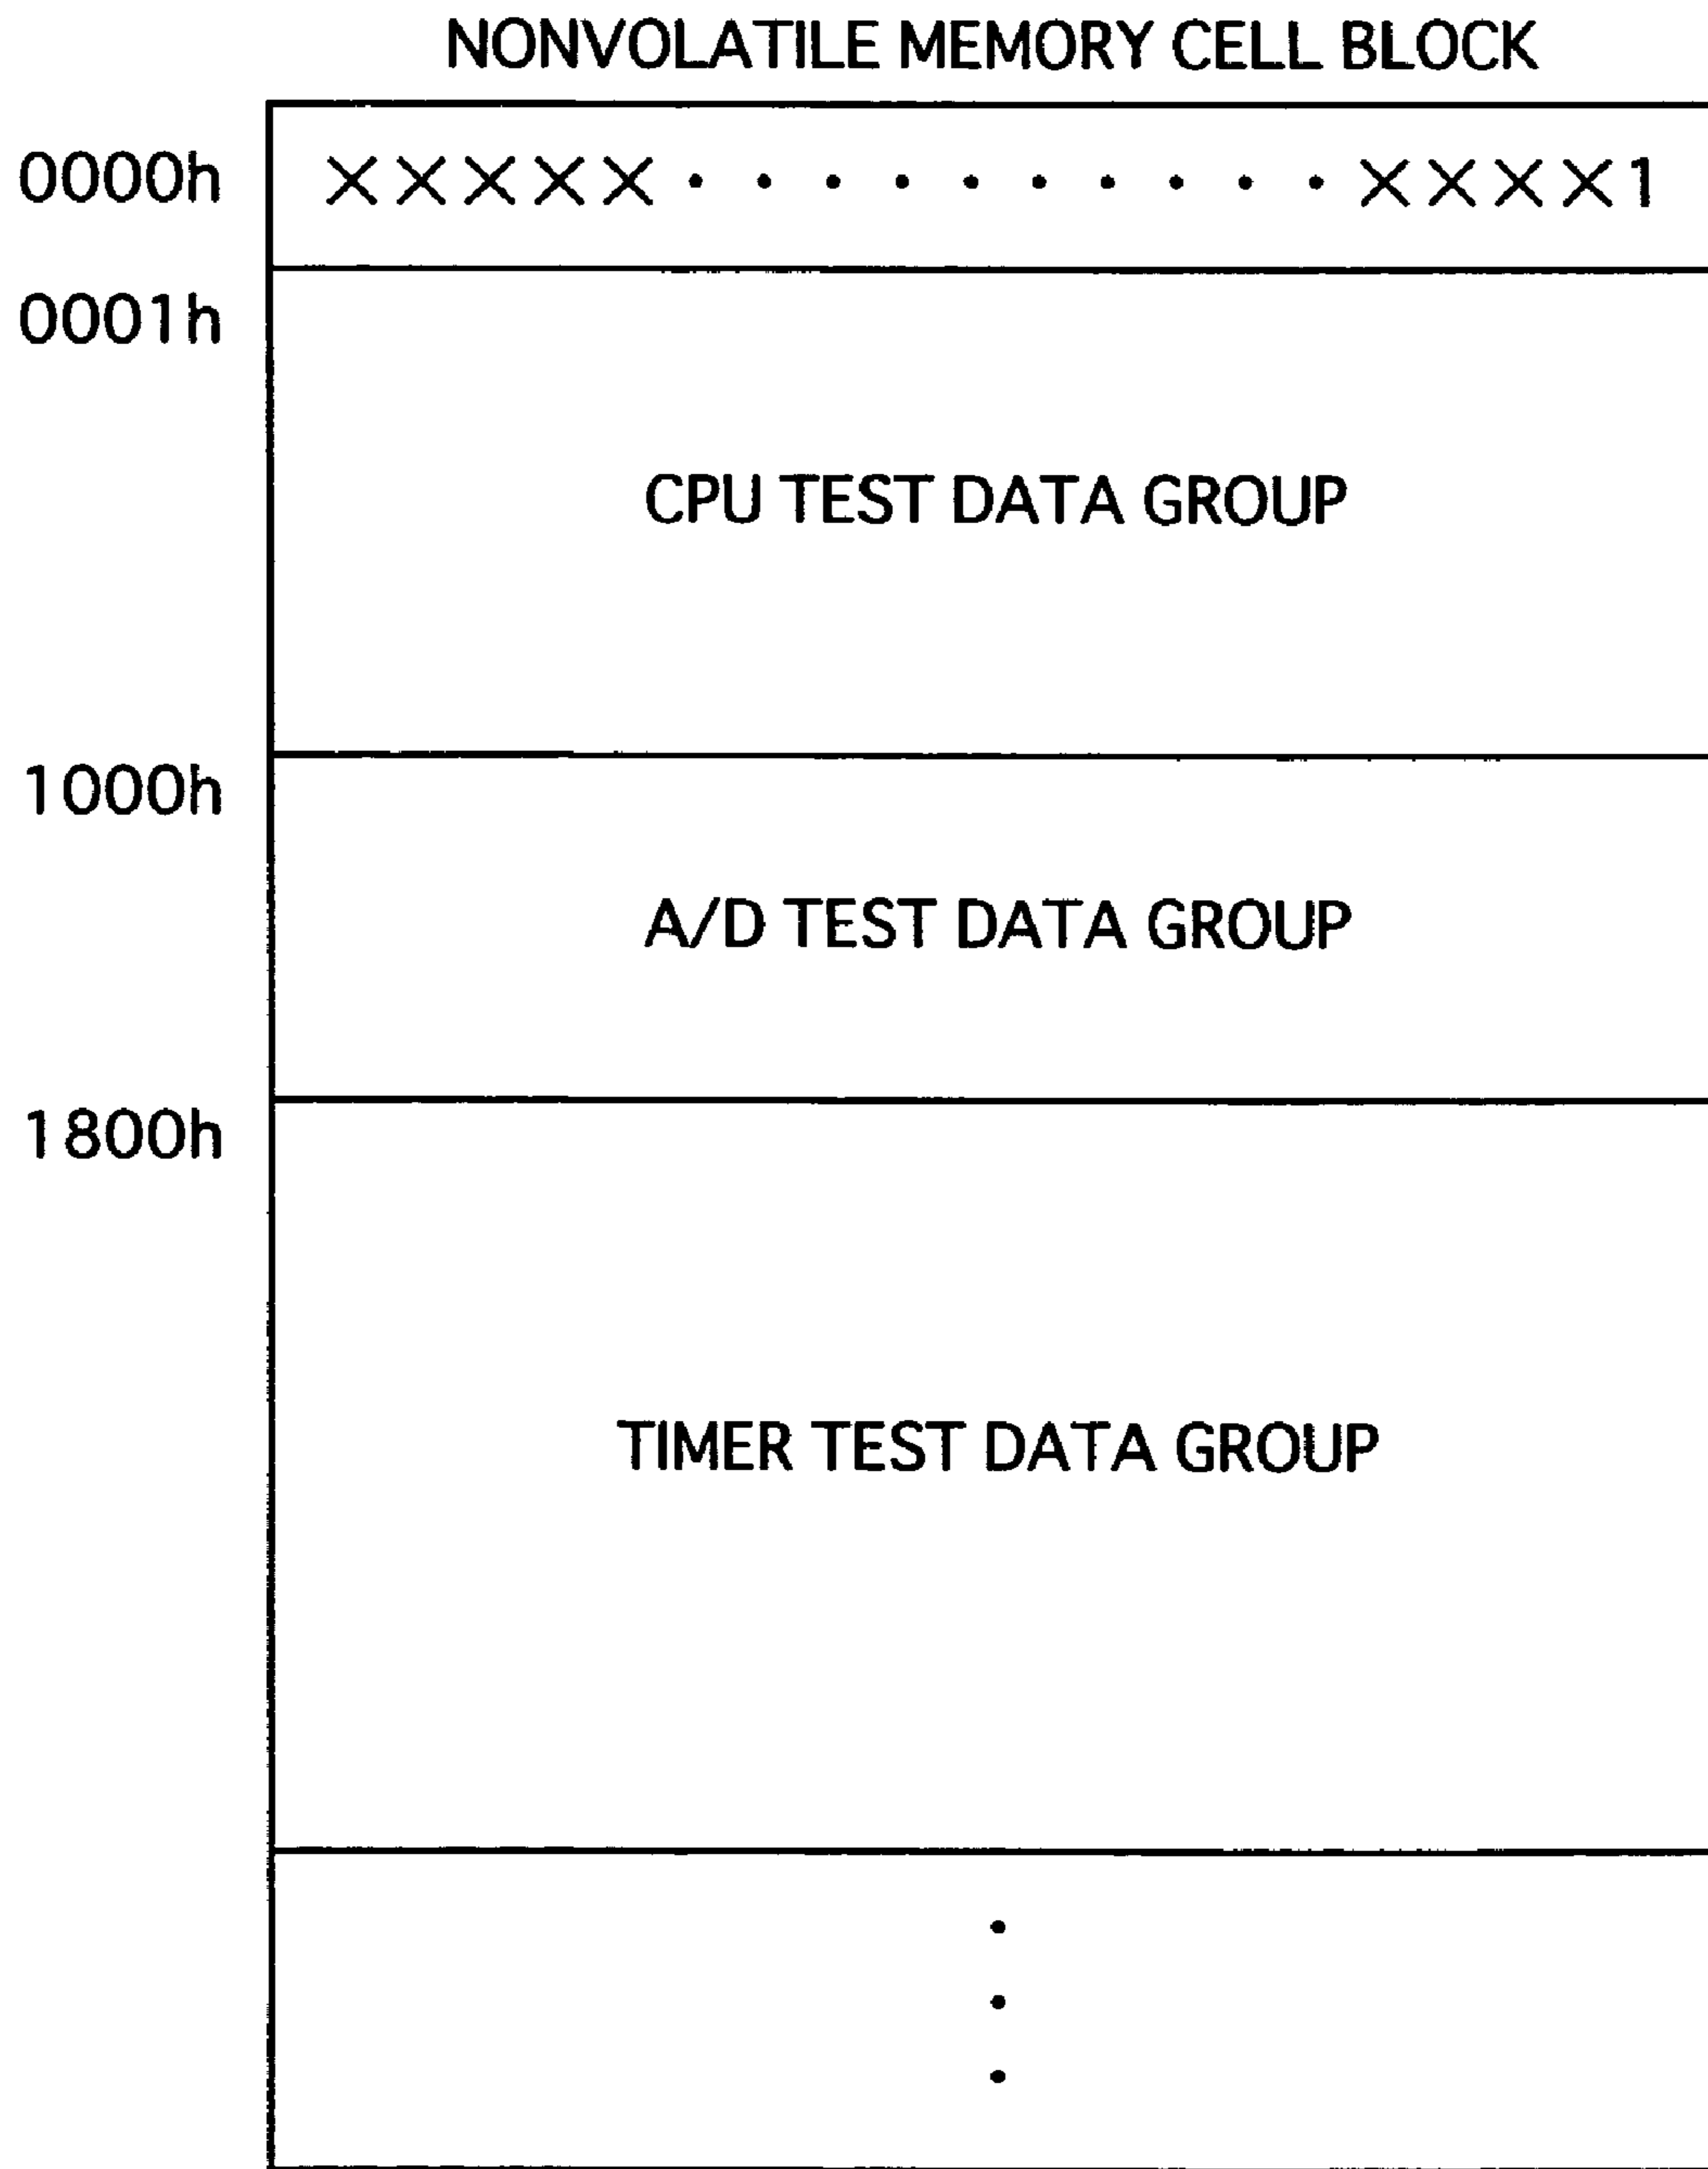 NONVOLATILE MEMORY CELL BLOCK
0000h ××××× · · · · · · · · · · ××××1
0001h
CPU TEST DATA GROUP
1000h
A/D TEST DATA GROUP
1800h
TIMER TEST DATA GROUP